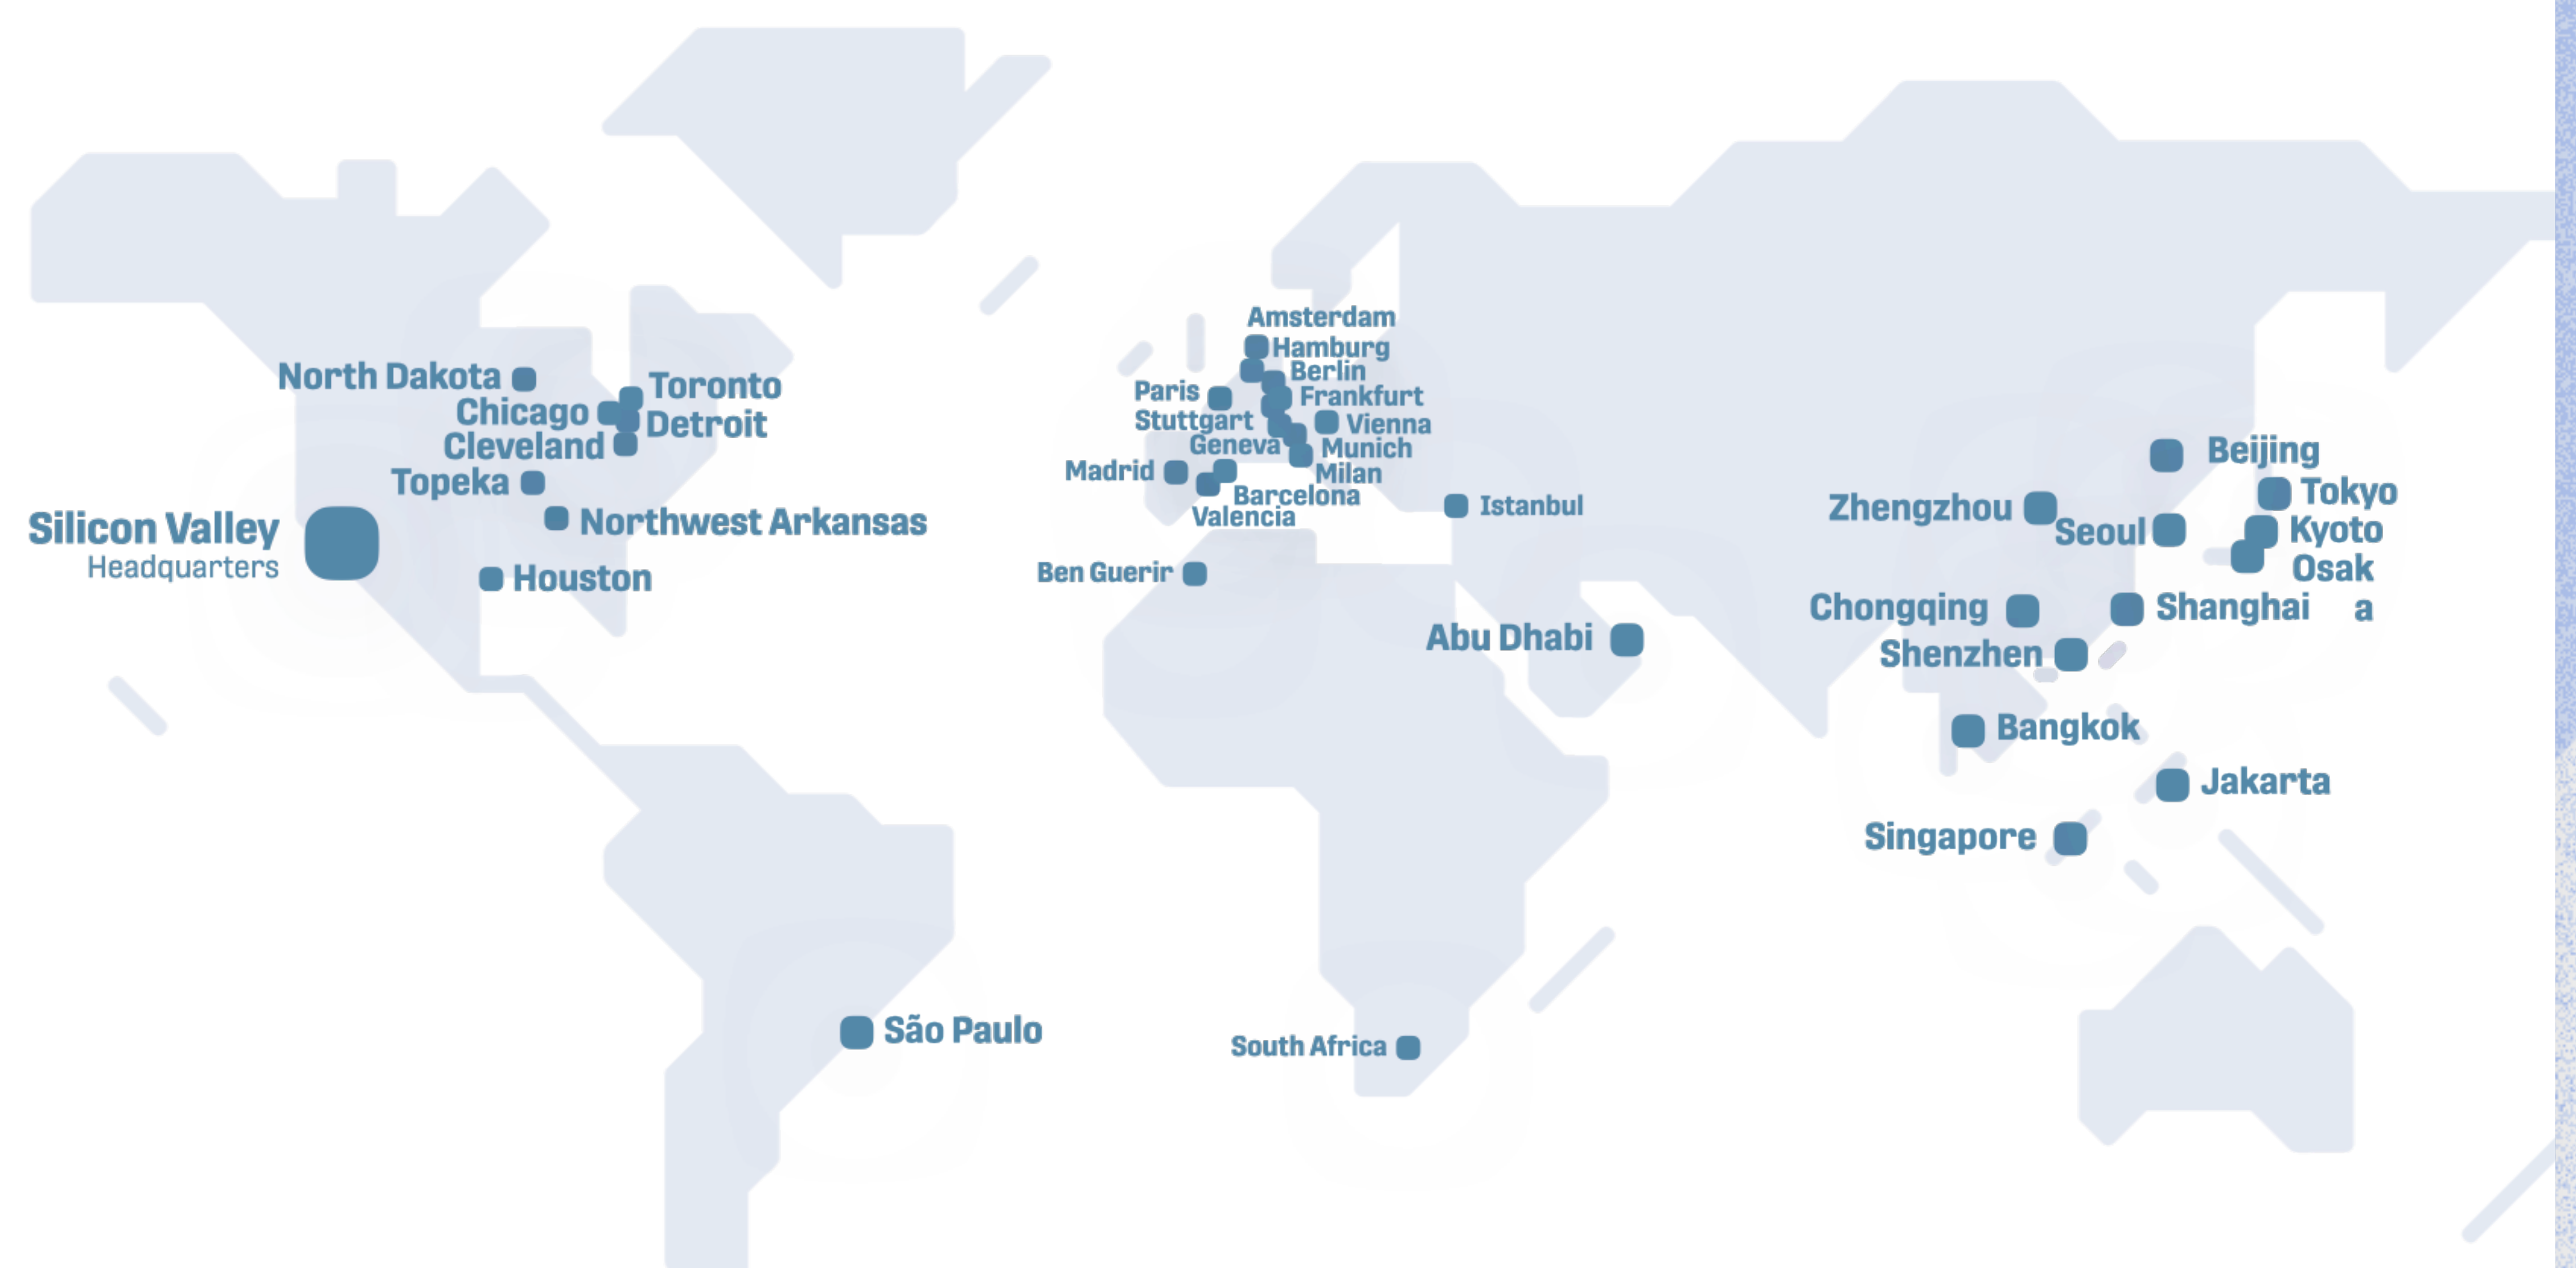 Amsterdam
Hamburg
Berlin
Paris
Frankfurt
Stuttgart
Vienna
Geneva
Munich
Madrid
Milan
Barcelona
Valencia
Istanbul
Ben Guerir
North Dakota
Toronto
Chicago
Detroit
Cleveland
Topeka
Silicon Valley
Headquarters
Northwest Arkansas
Houston
Abu Dhabi
Beijing
Tokyo
Zhengzhou
Seoul
Kyoto
Osak
a
Chongqing
Shanghai
Shenzhen
Bangkok
Jakarta
Singapore
São Paulo
South Africa